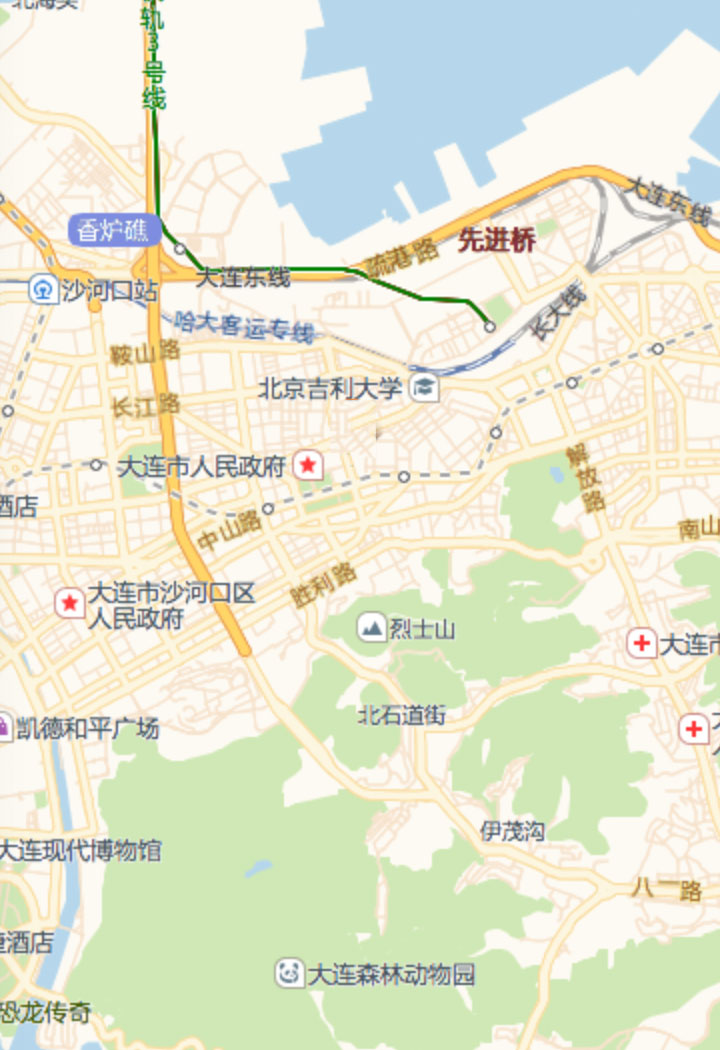 轨3号线
大连东线
香炉礁
先进桥
疏港路
大连东线
沙河口站
哈大客运专线
长大线
鞍山路
北京吉利大学
长江路
大连市人民政府
解放路
酒店
中山路
南山
胜利路
大连市沙河口区
人民政府
烈士山
大连市
北石道街
凯德和平广场
伊茂沟
大连现代博物馆
八一路
酒店
大连森林动物园
恐龙传奇